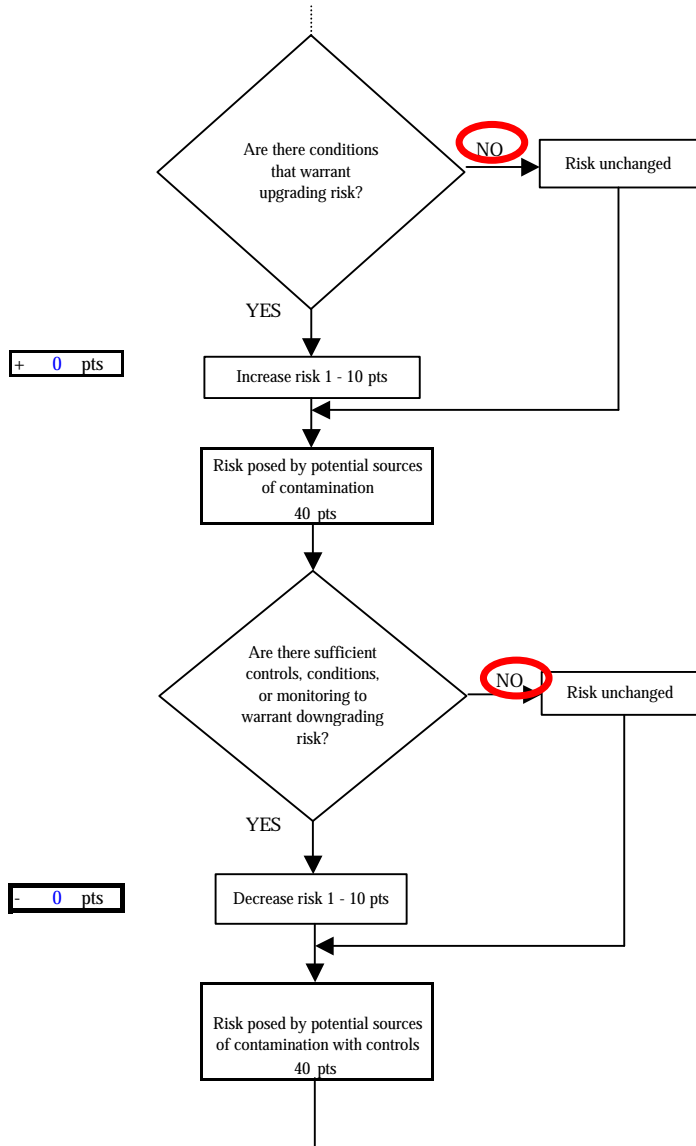 Are there conditions
that warrant
upgrading risk?
NO
Risk unchanged
YES
+ 0 pts
Increase risk 1 - 10 pts
Risk posed by potential sources
of contamination
40 pts
Are there sufficient
controls, conditions,
or monitoring to
warrant downgrading
risk?
NO
Risk unchanged
YES
- 0 pts
Decrease risk 1 - 10 pts
Risk posed by potential sources
of contamination with controls
40 pts